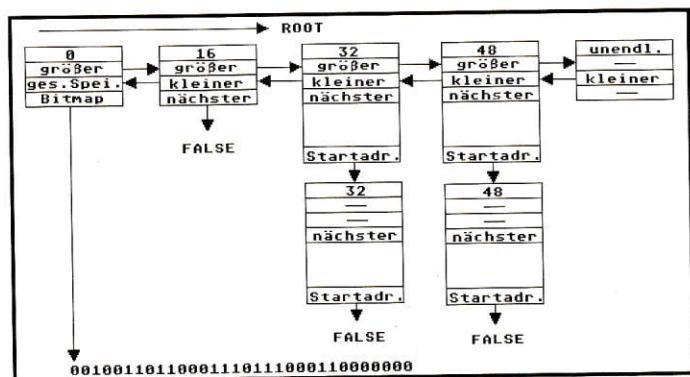 ROOT
0
größer
ges.Spei.
Bitmap
16
größer
kleiner
nächster
FALSE
32
größer
kleiner
nächster
Startadr.
48
größer
kleiner
nächster
Startadr.
unendl.
—
kleiner
—
32
—
—
nächster
Startadr.
FALSE
48
—
—
nächster
Startadr.
FALSE
00100110110001110111000110000000